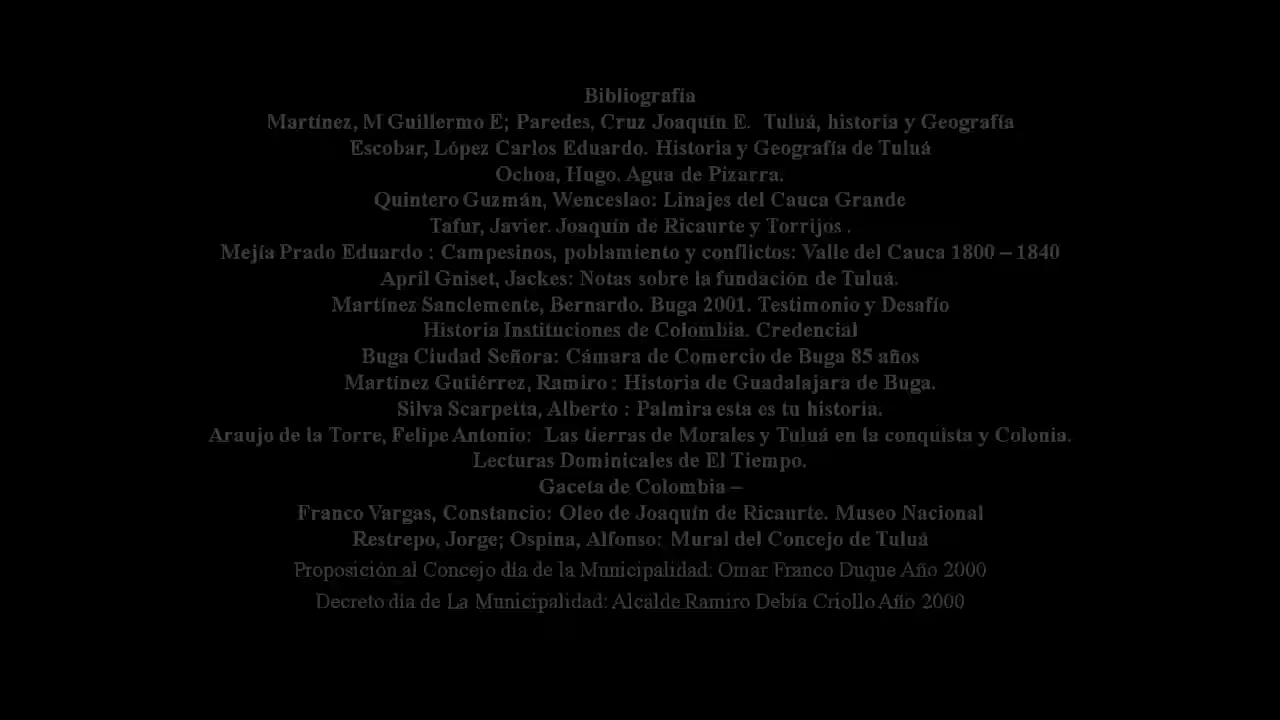 Bibliografía
Martínez, M Guillermo E; Paredes, Cruz Joaquín E. Tuluá, historia y Geografía
Escobar, López Carlos Eduardo. Historia y Geografía de Tuluá
Ochoa, Hugo. Agua de Pizarra.
Quintero Guzmán, Wenceslao: Linajes del Cauca Grande
Tafur, Javier. Joaquín de Ricaurte y Torrijos .
Mejía Prado Eduardo : Campesinos, poblamiento y conflictos: Valle del Cauca 1800 – 1840
April Gniset, Jackes: Notas sobre la fundación de Tuluá.
Martínez Sanclemente, Bernardo. Buga 2001. Testimonio y Desafío
Historia Instituciones de Colombia. Credencial
Buga Ciudad Señora: Cámara de Comercio de Buga 85 años
Martínez Gutiérrez, Ramiro : Historia de Guadalajara de Buga.
Silva Scarpetta, Alberto : Palmira esta es tu historia.
Araujo de la Torre, Felipe Antonio: Las tierras de Morales y Tuluá en la conquista y Colonia.
Lecturas Dominicales de El Tiempo.
Gaceta de Colombia –
Franco Vargas, Constancio: Oleo de Joaquín de Ricaurte. Museo Nacional
Restrepo, Jorge; Ospina, Alfonso: Mural del Concejo de Tuluá
Proposición al Concejo día de la Municipalidad: Omar Franco Duque Año 2000
Decreto día de La Municipalidad: Alcalde Ramiro Debía Criollo Año 2000